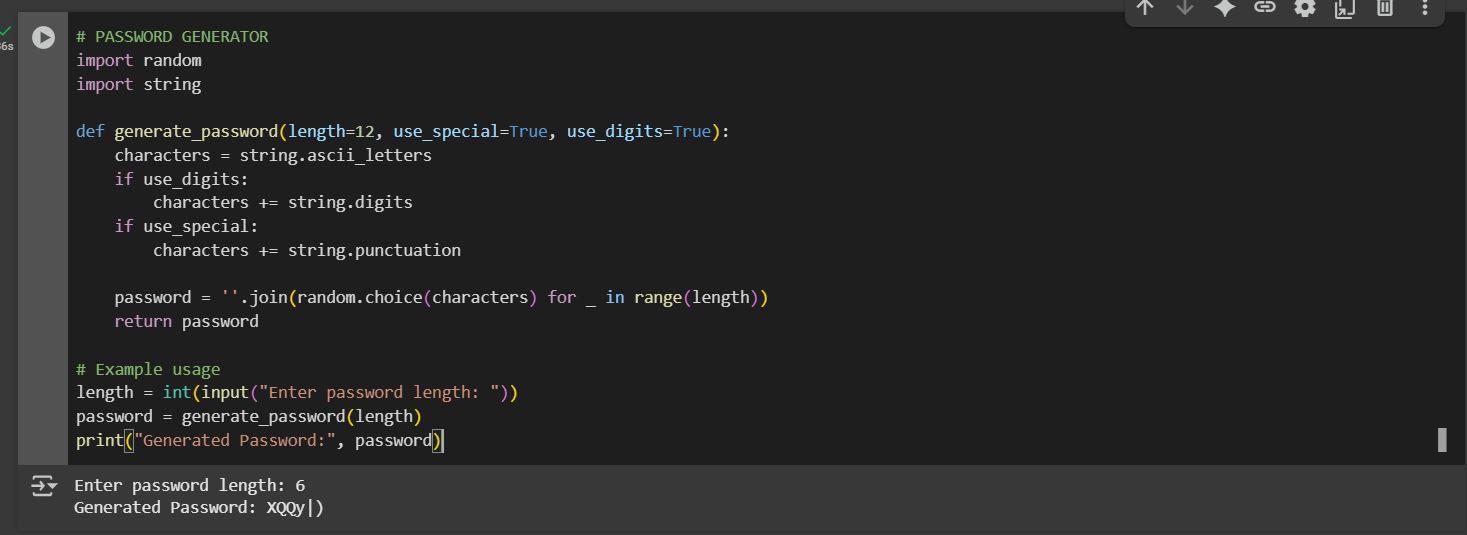 # PASSWORD GENERATOR
import random
import string
def generate_password(length=12, use_special=True, use_digits=True):
    characters = string.ascii_letters
    if use_digits:
        characters += string.digits
    if use_special:
        characters += string.punctuation
    password = ''.join(random.choice(characters) for _ in range(length))
    return password
# Example usage
length = int(input("Enter password length: "))
password = generate_password(length)
print("Generated Password:", password)
Enter password length: 6
Generated Password: XQQy|)